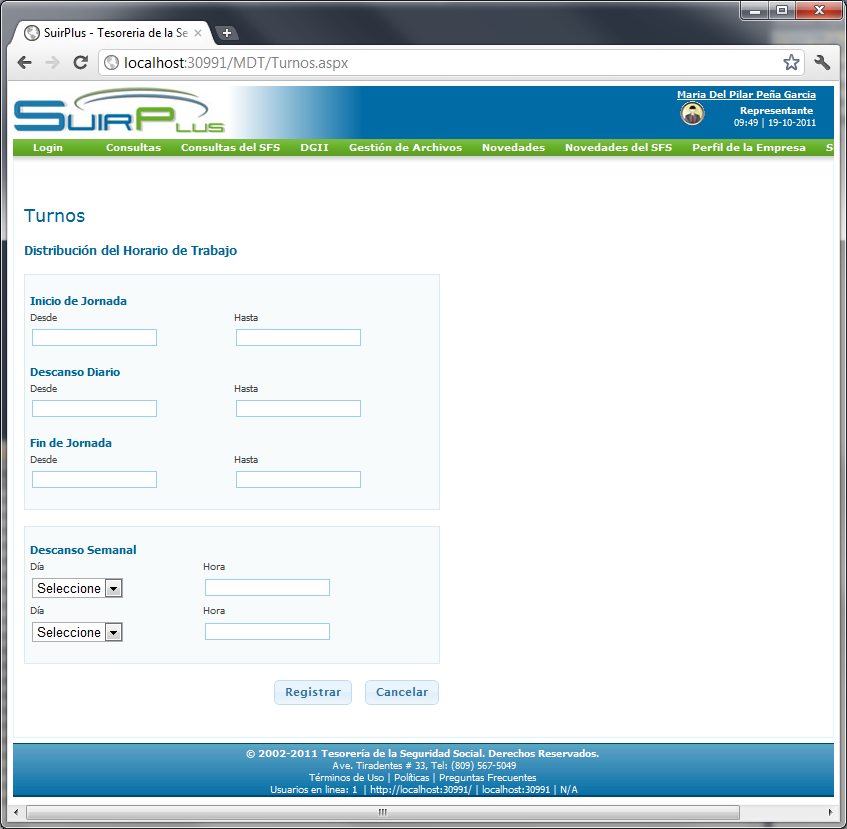 SuirPlus - Tesoreria de la Se
localhost:30991/MDT/Turnos.aspx
SUIRPLUS
Maria Del Pilar Peña Garcia
Representante
09:49 | 19-10-2011
Login Consultas Consultas del SFS DGII Gestión de Archivos Novedades Novedades del SFS Perfil de la Empresa S
Turnos
Distribución del Horario de Trabajo
Inicio de Jornada
Desde Hasta
Descanso Diario
Desde Hasta
Fin de Jornada
Desde Hasta
Descanso Semanal
Día Hora
Seleccione
Día Hora
Seleccione
Registrar Cancelar
© 2002-2011 Tesorería de la Seguridad Social. Derechos Reservados.
Ave. Tiradentes # 33, Tel: (809) 567-5049
Términos de Uso | Políticas | Preguntas Frecuentes
Usuarios en linea: 1 | http://localhost:30991/ | localhost:30991 | N/A